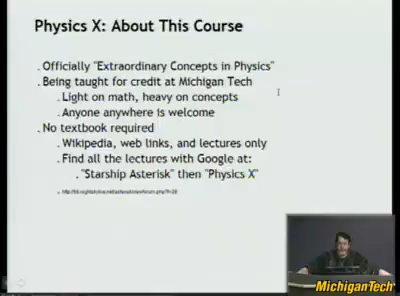 Physics X: About This Course
. Officially "Extraordinary Concepts in Physics"
. Being taught for credit at Michigan Tech
. Light on math, heavy on concepts
. Anyone anywhere is welcome
. No textbook required
. Wikipedia, web links, and lectures only
. Find all the lectures with Google at:
. "Starship Asterisk" then "Physics X"
MichiganTech